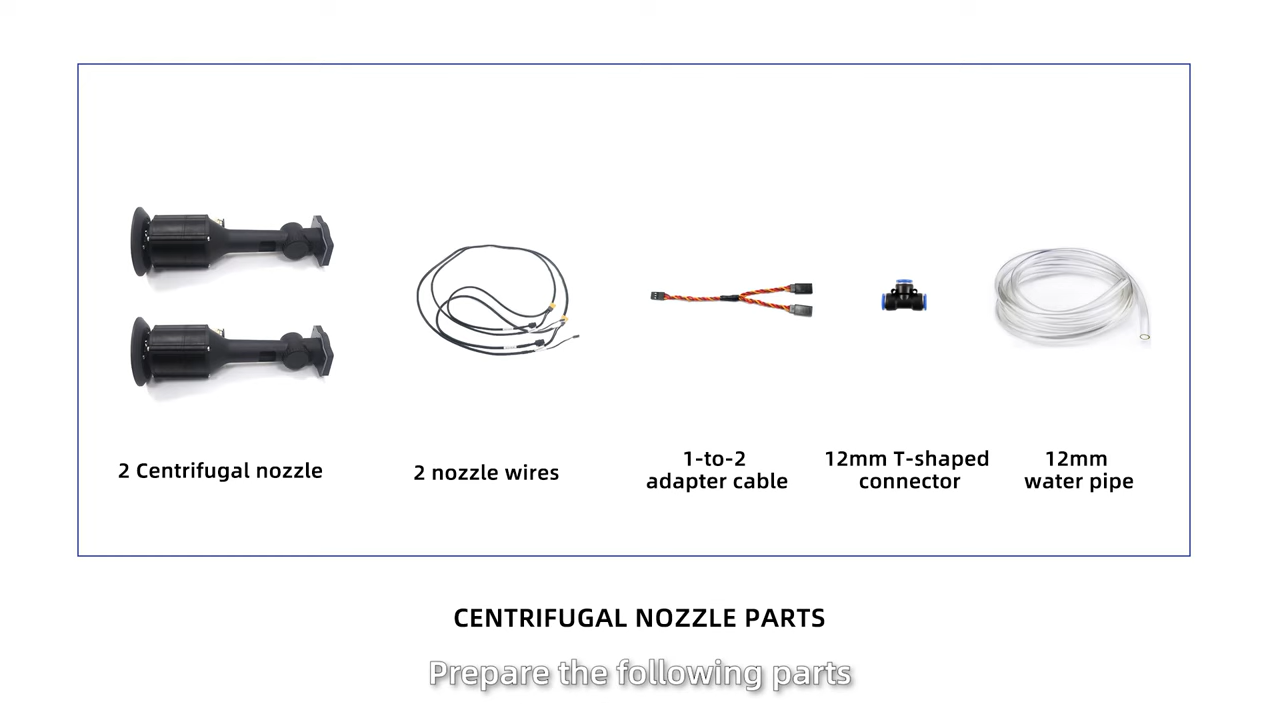 2 Centrifugal nozzle
2 nozzle wires
1-to-2
adapter cable
12mm T-shaped
connector
12mm
water pipe
CENTRIFUGAL NOZZLE PARTS
Prepare the following parts